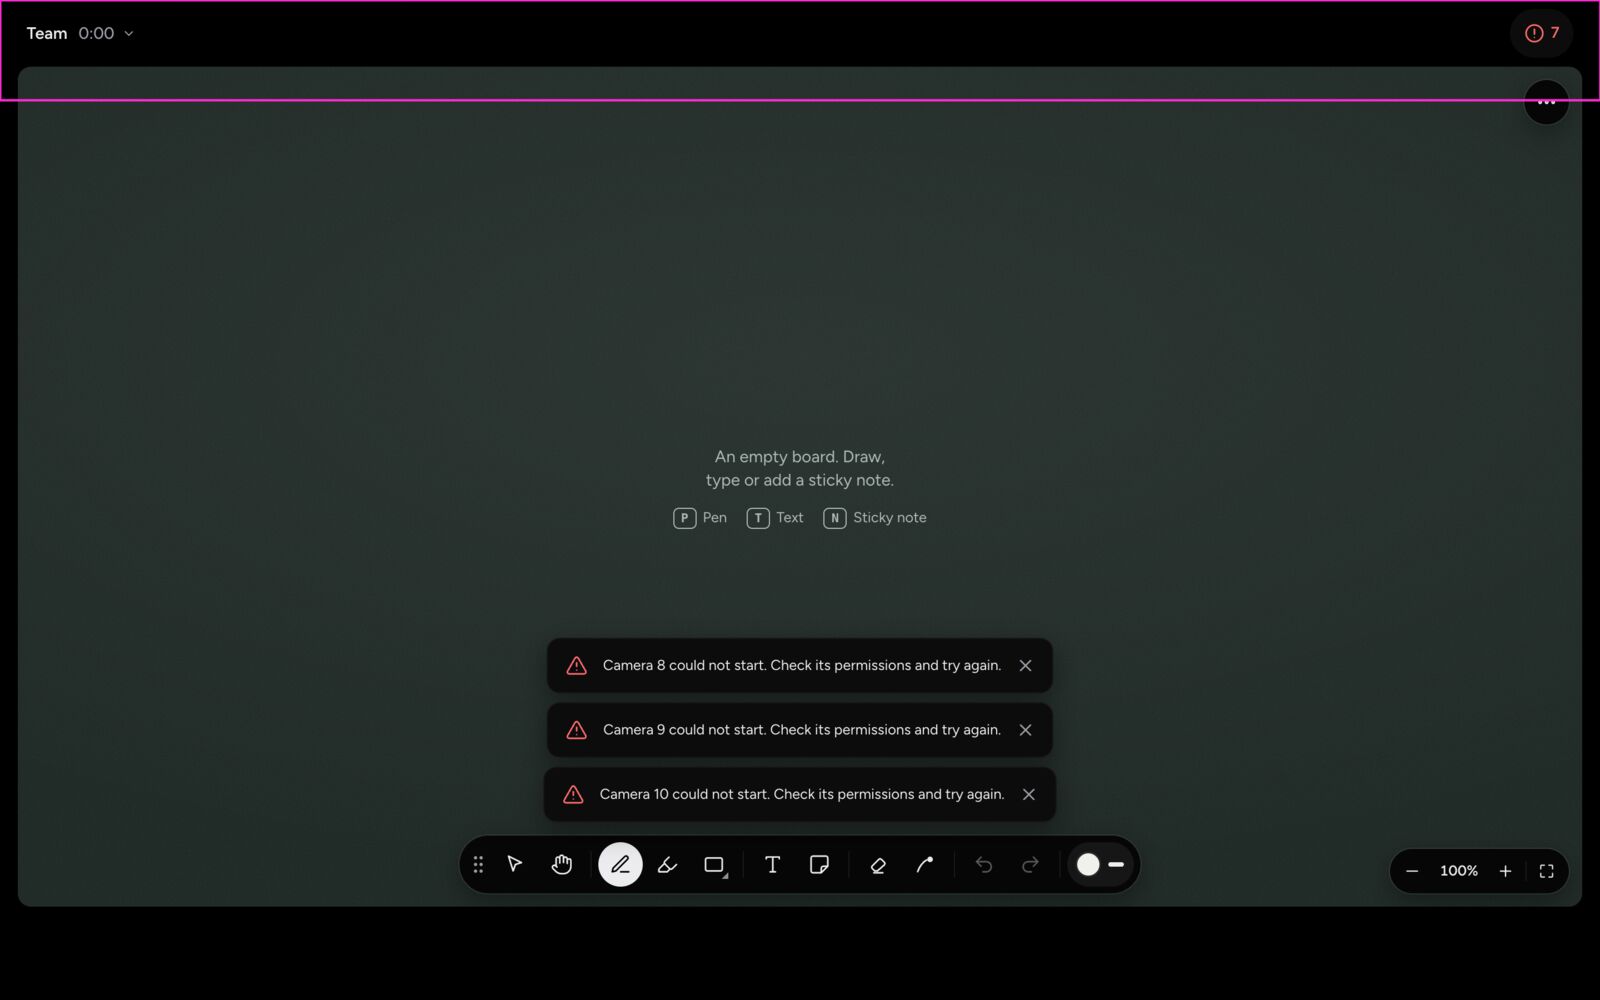 Team 0:00
7
An empty board. Draw,
type or add a sticky note.
P Pen T Text N Sticky note
Camera 8 could not start. Check its permissions and try again.
Camera 9 could not start. Check its permissions and try again.
Camera 10 could not start. Check its permissions and try again.
T
100%